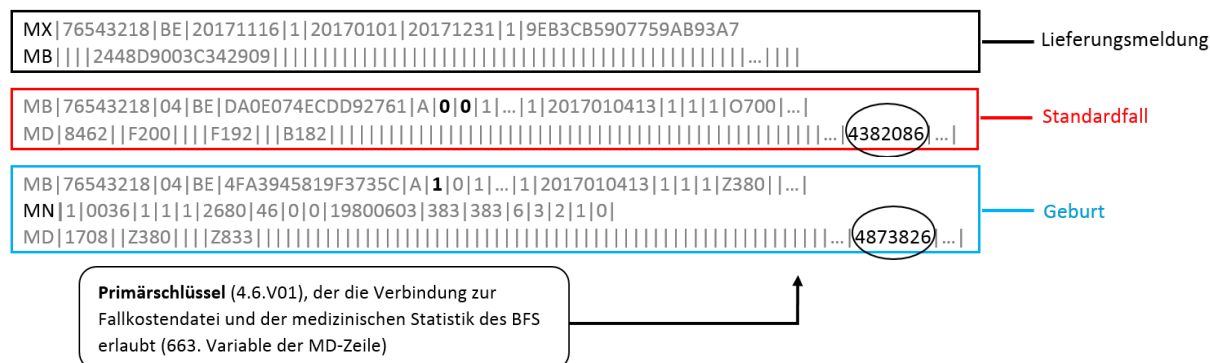 MX|76543218|BE|20171116|1|20170101|20171231|1|9EB3CB5907759AB93A7
MB||||2448D9003C342909|||||||||||||||||||||||||||||||||||||||||||||||||||...||||
Lieferungsmeldung
MB|76543218|04|BE|DA0E074ECDD92761|A|0|0|1|...|1|2017010413|1|1|1|O700|...|
MD|8462||F200||||F192|||B182||||||||||||||||||||||||||||||||||||||||||||||||||||||...|4382086|...|
Standardfall
MB|76543218|04|BE|4FA3945819F3735C|A|1|0|1|...|1|2017010413|1|1|1|Z380||...|
MN|1|0036|1|1|1|2680|46|0|0|19800603|383|383|6|3|2|1|0|
MD|1708||Z380||||Z833||||||||||||||||||||||||||||||||||||||||||||||||||||||||||||||...|4873826|...|
Geburt
Primärschlüssel (4.6.V01), der die Verbindung zur
Fallkostendatei und der medizinischen Statistik des BFS
erlaubt (663. Variable der MD-Zeile)